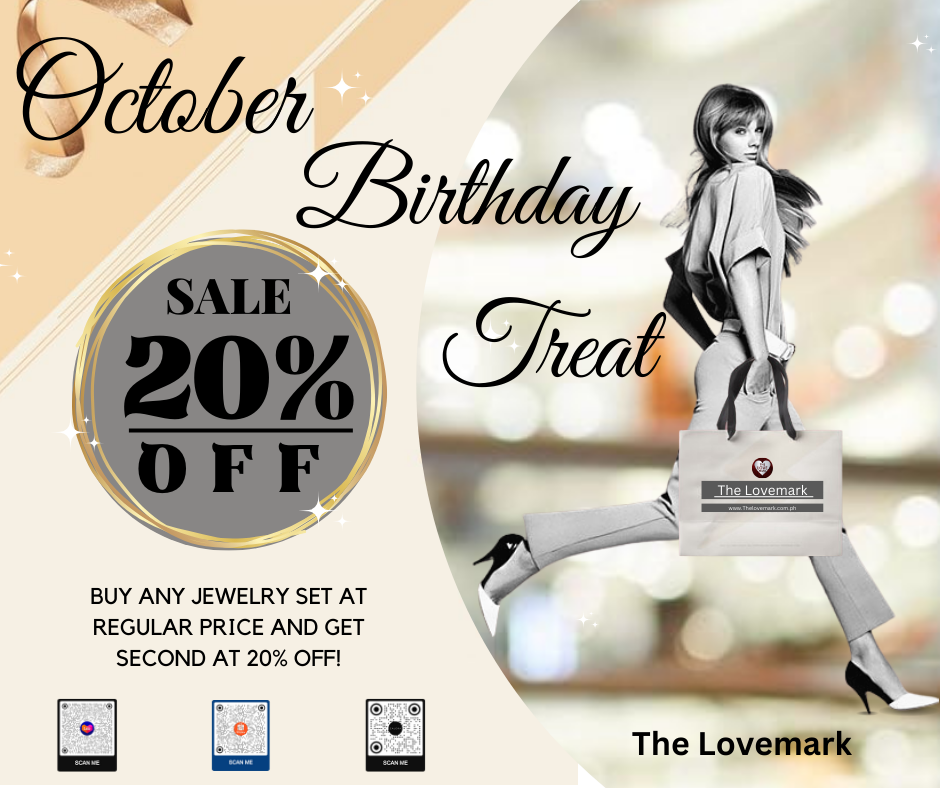 October
Birthday
Treat
SALE
20%
OFF
BUY ANY JEWELRY SET AT
REGULAR PRICE AND GET
SECOND AT 20% OFF!
SCAN ME
SCAN ME
SCAN ME
The Lovemark
www.Thelovemark.com.ph
The Lovemark